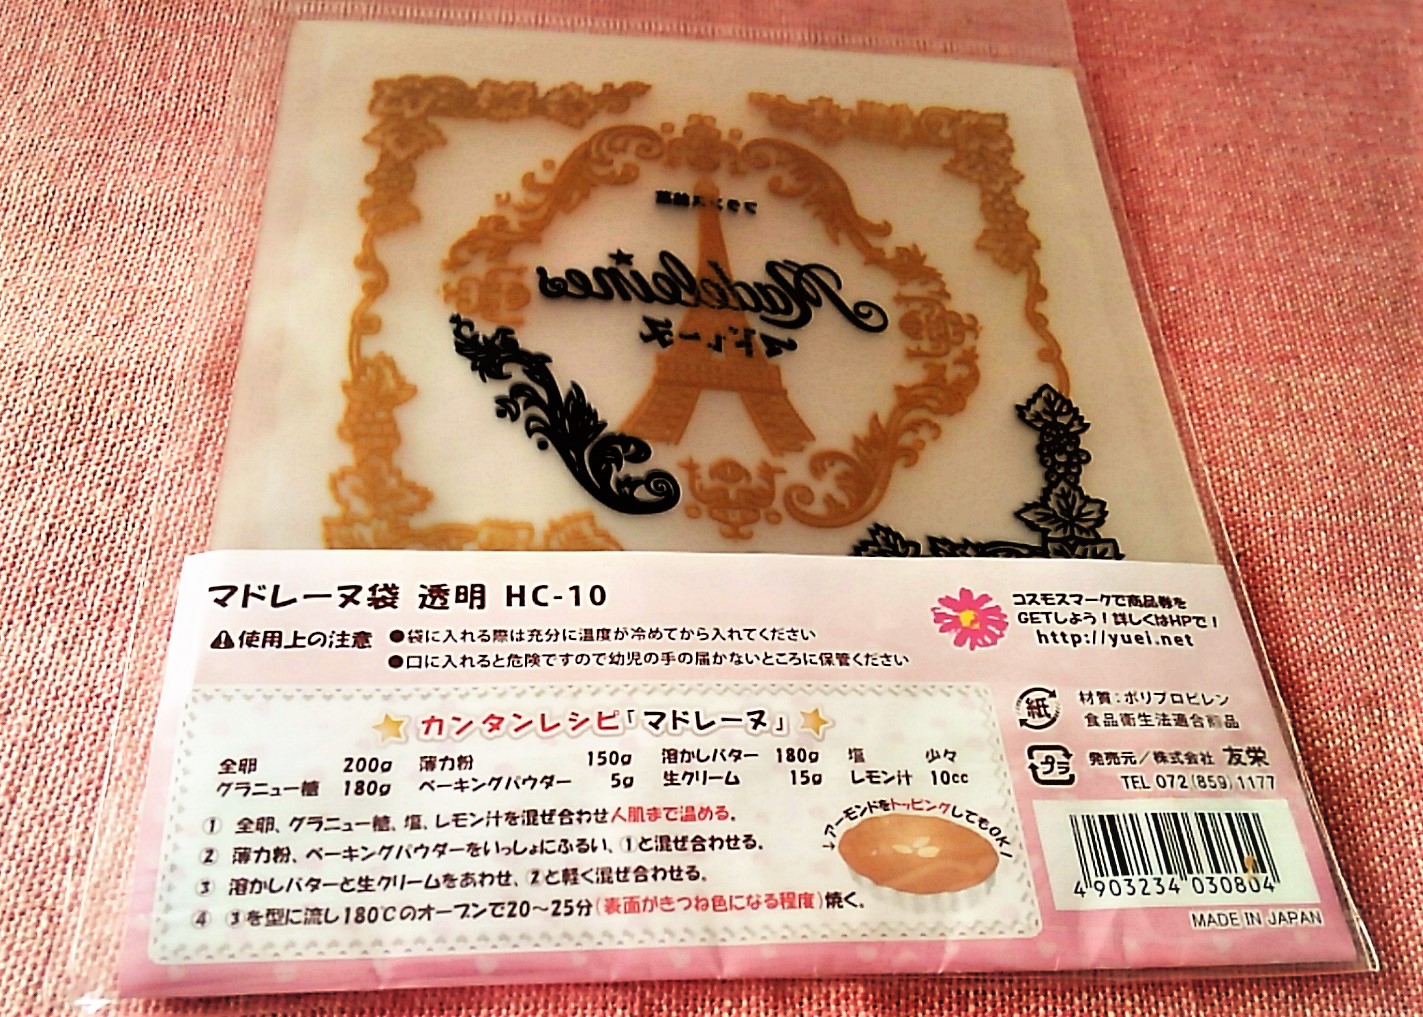 フランス焼菓
Madeleines
マドレーヌ
マドレーヌ袋 透明 HC-10
使用上の注意 ●袋に入れる際は充分に温度が冷めてから入れてください
●口に入れると危険ですので幼児の手の届かないところに保管ください
コスモスマークで商品券を
GETしよう!詳しくはHPで!
http://yuei.net
カンタンレシピ「マドレーヌ」
全卵 200g 薄力粉 150g 溶かしバター 180g 塩 少々
グラニュー糖 180g ベーキングパウダー 5g 生クリーム 15g レモン汁 10cc
① 全卵、グラニュー糖、塩、レモン汁を混ぜ合わせ人肌まで温める。
② 薄力粉、ベーキングパウダーをいっしょにふるい、①と混ぜ合わせる。
③ 溶かしバターと生クリームをあわせ、②と軽く混ぜ合わせる。
④ ③を型に流し180℃のオーブンで20〜25分(表面がきつね色になる程度)焼く。
↓アーモンドをトッピングしてもOK!
紙
材質:ポリプロピレン
食品衛生法適合 品
プラ
発売元/株式会社 友栄
TEL 072(859)1177
4 903234 030804
MADE IN JAPAN